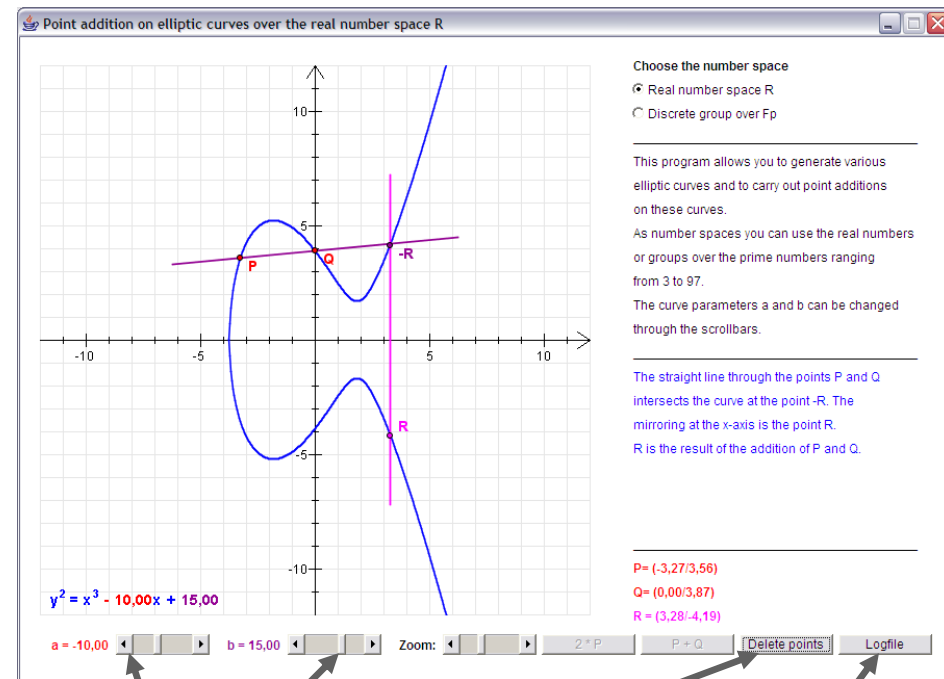 Point addition on elliptic curves over the real number space R
Choose the number space
Real number space R
Discrete group over Fp
This program allows you to generate various
elliptic curves and to carry out point additions
on these curves.
As number spaces you can use the real numbers
or groups over the prime numbers ranging
from 3 to 97.
The curve parameters a and b can be changed
through the scrollbars.
The straight line through the points P and Q
intersects the curve at the point -R. The
mirroring at the x-axis is the point R.
R is the result of the addition of P and Q.
P= (-3,27/3,56)
Q= (0,00/3,87)
R = (3,28/-4,19)
10
5
P
Q
-R
-10
-5
5
10
R
-5
-10
y² = x³ - 10,00x + 15,00
a = -10,00 b = 15,00 Zoom: 2 * P P + Q Delete points Logfile